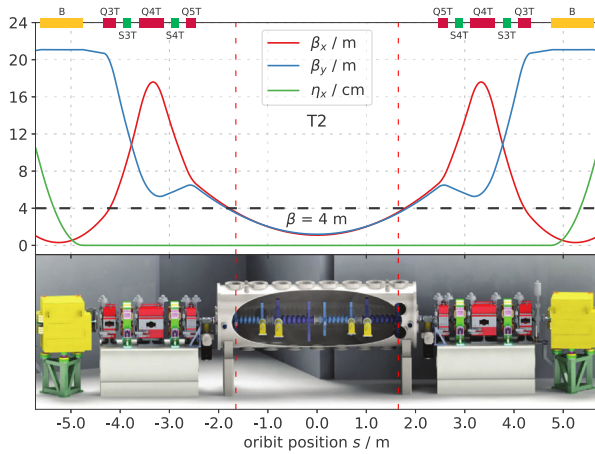 B Q3T Q4T Q5T Q5T Q4T Q3T B
S3T S4T S4T S3T
24
20
16
12
8
4
0
βx / m
βy / m
ηx / cm
T2
β = 4 m
-5.0 -4.0 -3.0 -2.0 -1.0 0.0 1.0 2.0 3.0 4.0 5.0
oribit position s / m